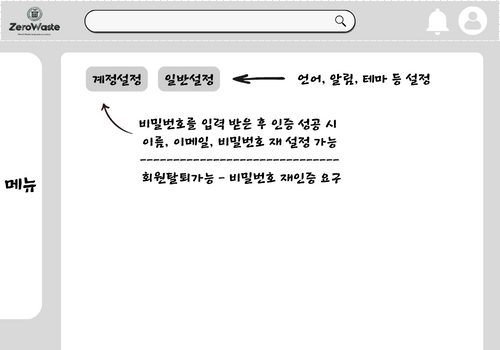 ZeroWaste
계정설정 일반설정 언어, 알림, 테마 등 설정
비밀번호를 입력 받은 후 인증 성공 시
이름, 이메일, 비밀번호 재 설정 가능
------------------------------
회원탈퇴가능 - 비밀번호 재인증 요구
메뉴